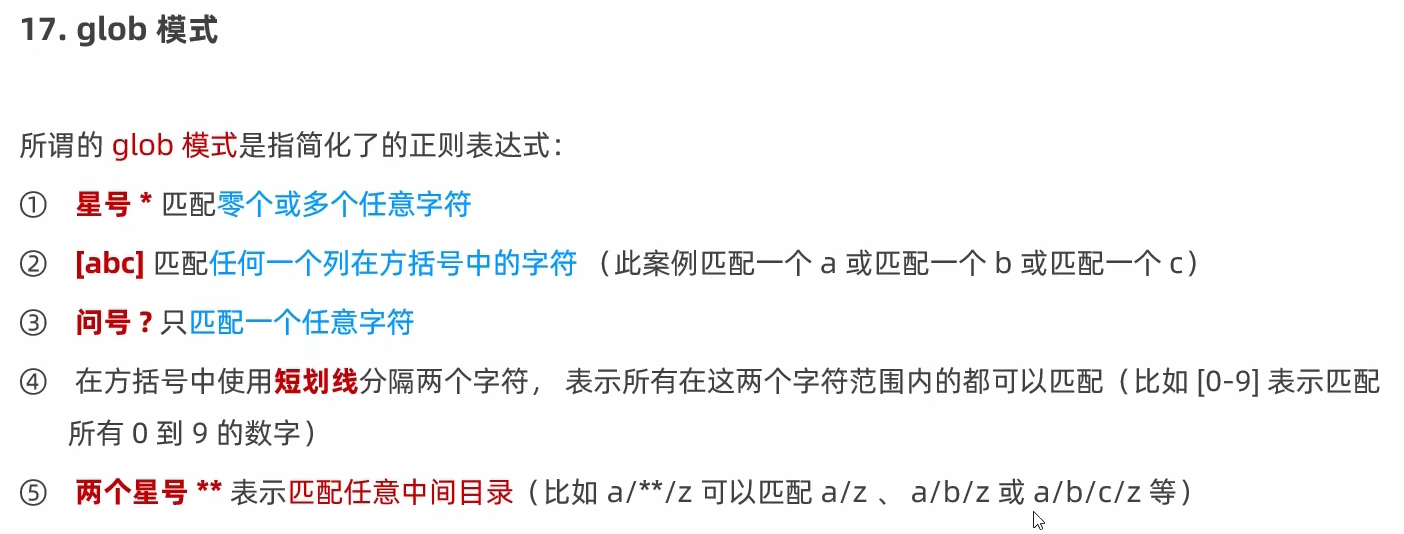 17. glob 模式
所谓的 glob 模式是指简化了的正则表达式：
① 星号 * 匹配零个或多个任意字符
② [abc] 匹配任何一个列在方括号中的字符 （此案例匹配一个 a 或匹配一个 b 或匹配一个 c）
③ 问号 ? 只匹配一个任意字符
④ 在方括号中使用短划线分隔两个字符， 表示所有在这两个字符范围内的都可以匹配（比如 [0-9] 表示匹配
所有 0 到 9 的数字）
⑤ 两个星号 ** 表示匹配任意中间目录（比如 a/**/z 可以匹配 a/z 、 a/b/z 或 a/b/c/z 等）